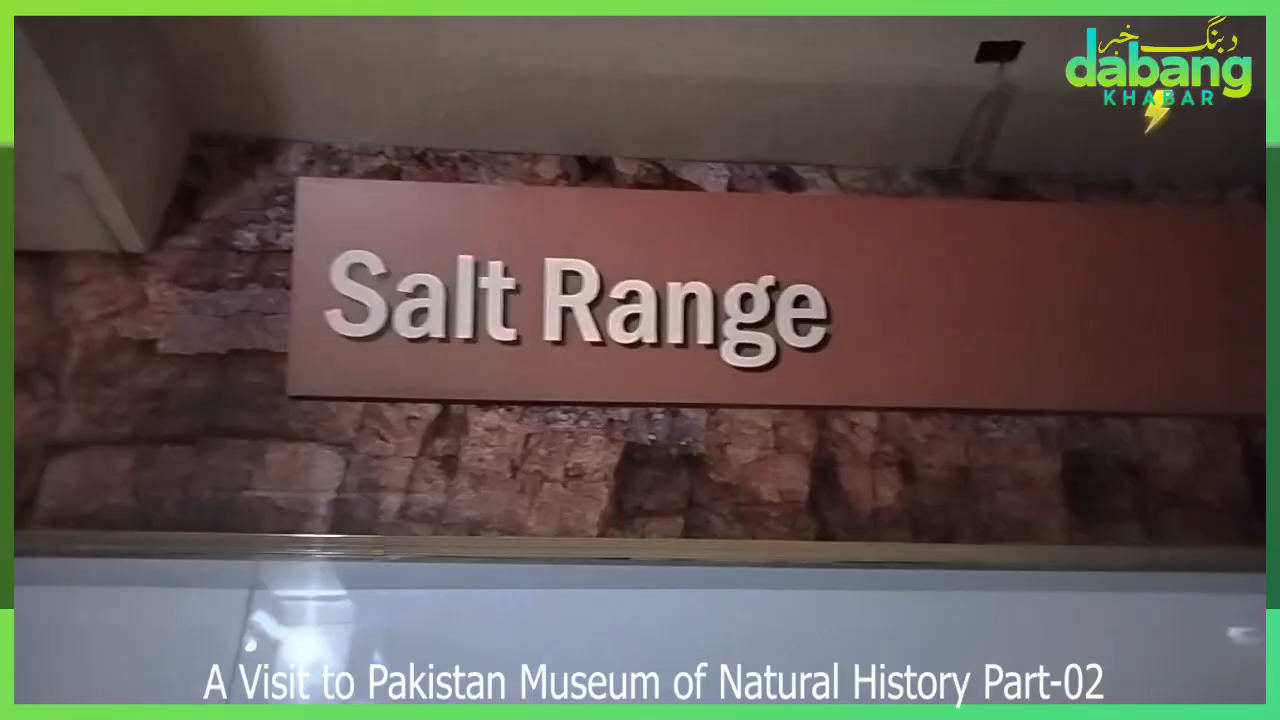 دبنگ خبر
dabang
KHABAR
Salt Range
A Visit to Pakistan Museum of Natural History Part-02